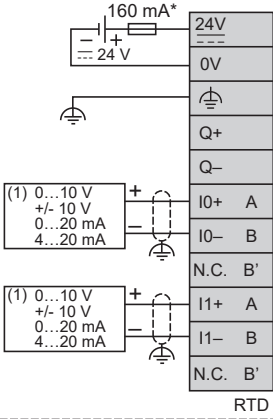 160 mA*
24V
− +
24 V
0V
Q+
Q–
(1) 0...10 V
+/- 10 V
0...20 mA
4...20 mA
+
I0+ A
–
I0– B
N.C. B'
(1) 0...10 V
+/- 10 V
0...20 mA
4...20 mA
+
I1+ A
–
I1– B
N.C. B'
RTD